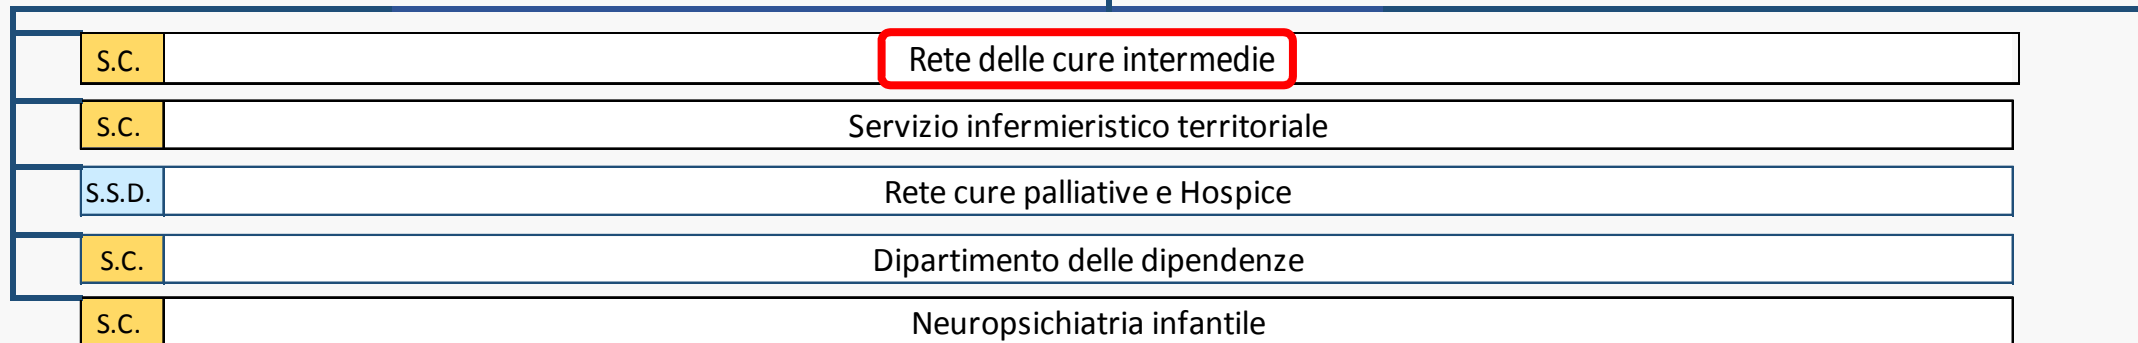 S.C. Rete delle cure intermedie
S.C. Servizio infermieristico territoriale
S.S.D. Rete cure palliative e Hospice
S.C. Dipartimento delle dipendenze
S.C. Neuropsichiatria infantile